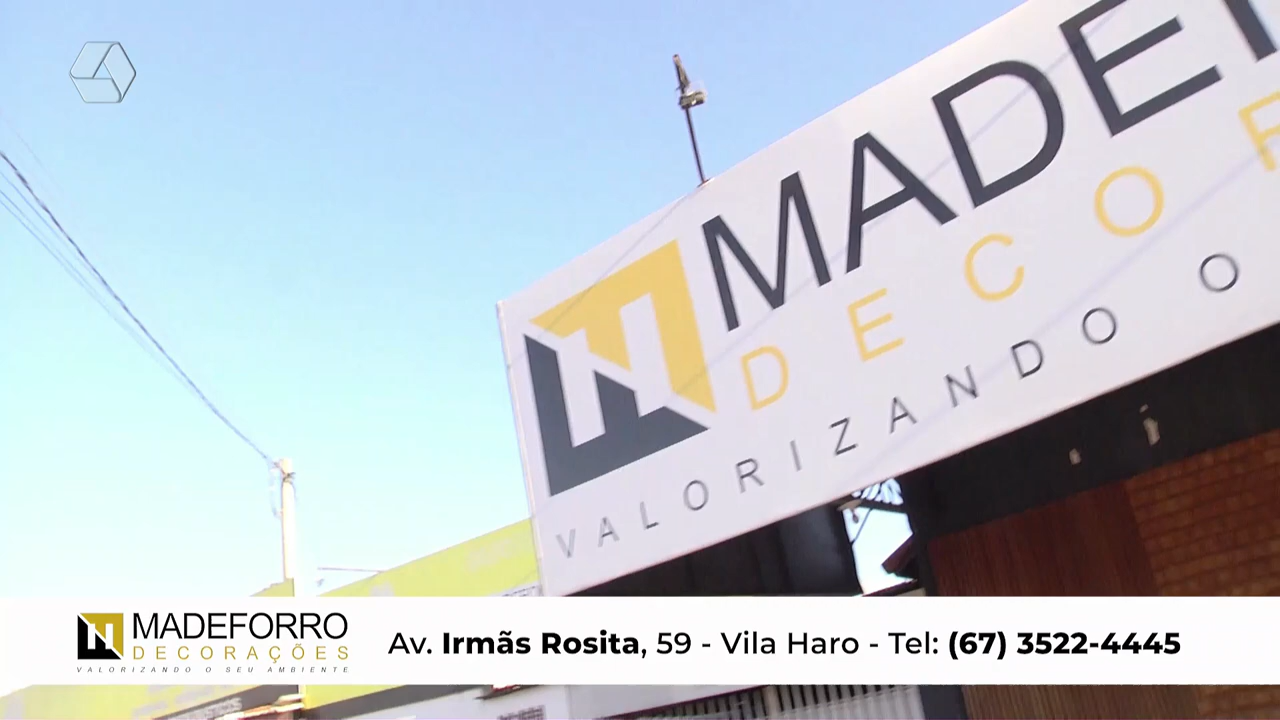 MADE
DECO
VALORIZANDO O
MADEFORRO
DECORAÇÕES
VALORIZANDO O SEU AMBIENTE
Av. Irmãs Rosita, 59 - Vila Haro - Tel: (67) 3522-4445